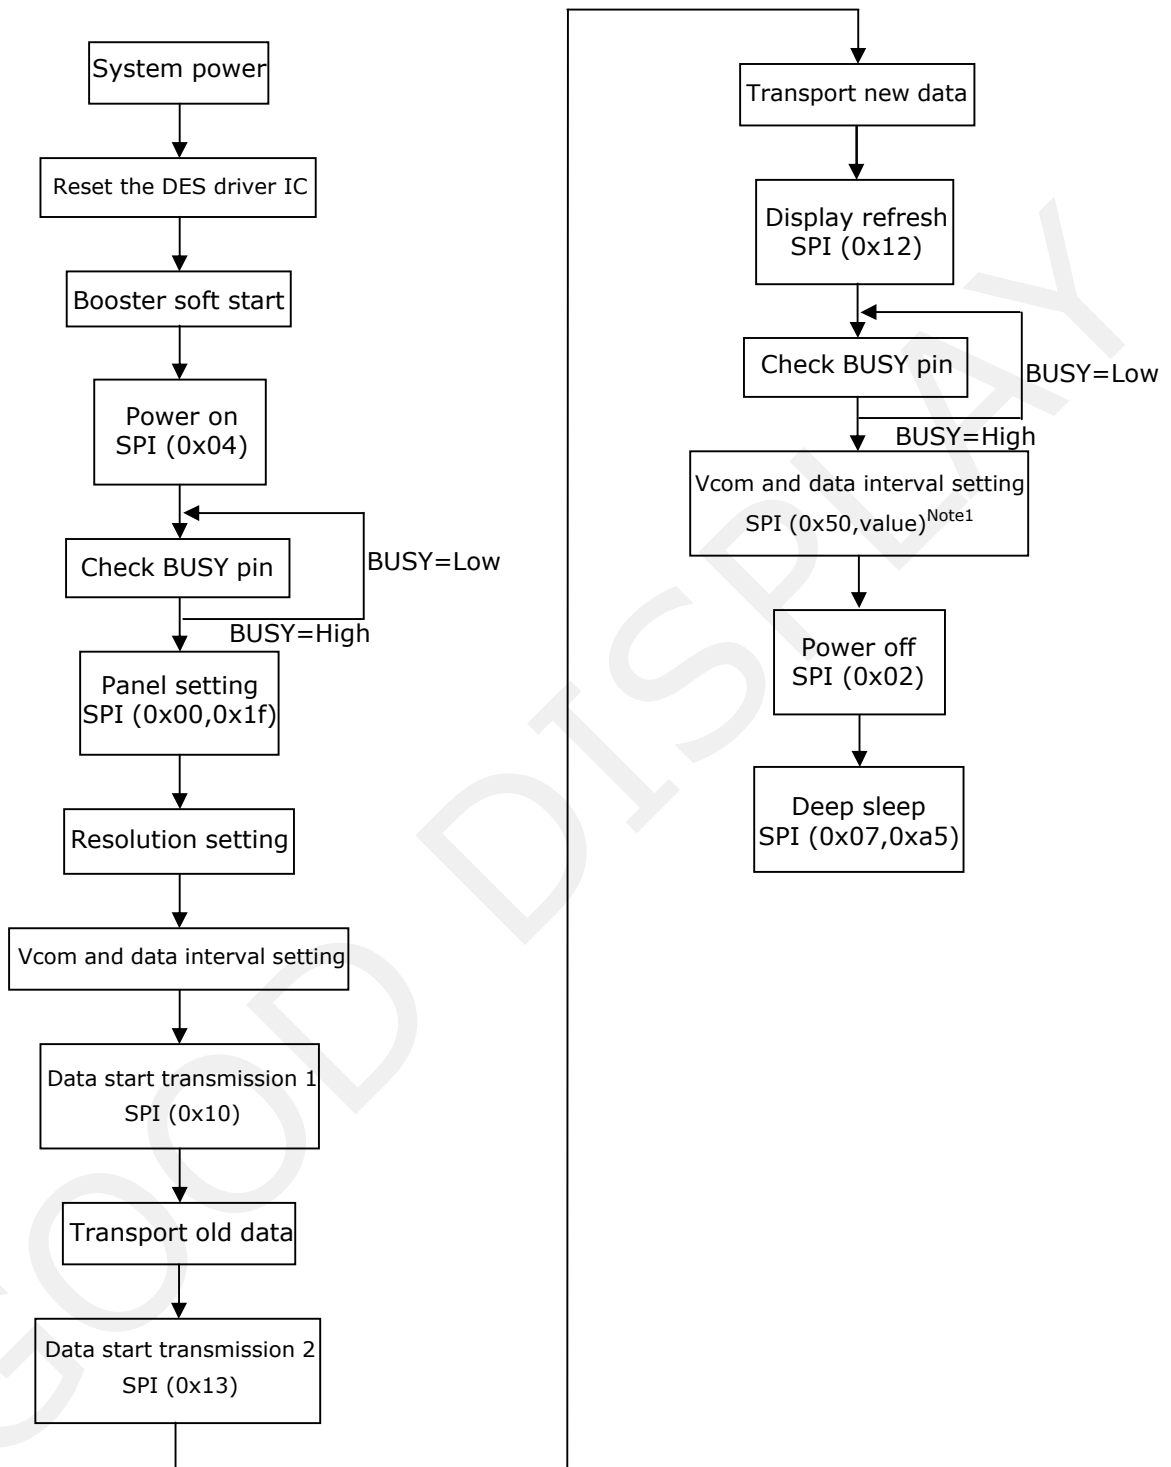 System power
Reset the DES driver IC
Booster soft start
Power on
SPI (0x04)
Check BUSY pin
BUSY=Low
BUSY=High
Panel setting
SPI (0x00,0x1f)
Resolution setting
Vcom and data interval setting
Data start transmission 1
SPI (0x10)
Transport old data
Data start transmission 2
SPI (0x13)
Transport new data
Display refresh
SPI (0x12)
Check BUSY pin
BUSY=Low
BUSY=High
Vcom and data interval setting
SPI (0x50,value)Note1
Power off
SPI (0x02)
Deep sleep
SPI (0x07,0xa5)
GOOD DISPLAY